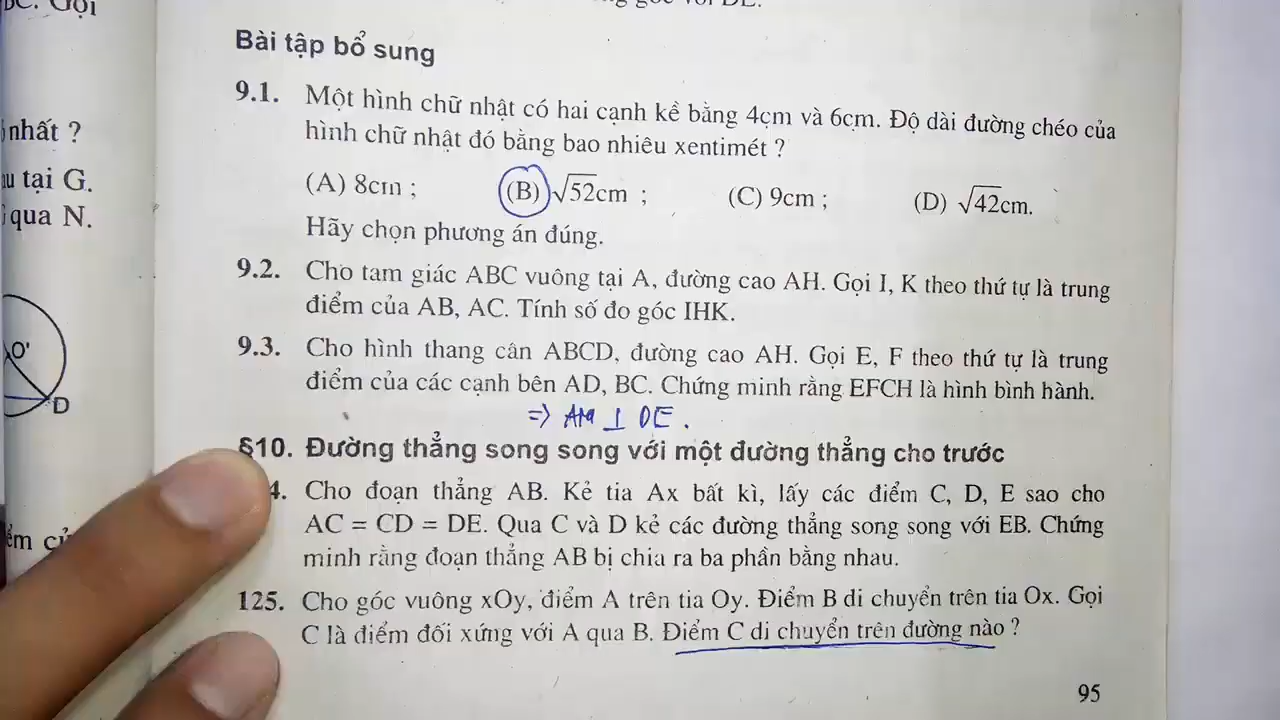 Gọi
góc với DE.
nhất ?
tại G.
qua N.
O'
D
Bài tập bổ sung
9.1. Một hình chữ nhật có hai cạnh kề bằng 4cm và 6cm. Độ dài đường chéo của
hình chữ nhật đó bằng bao nhiêu xentimét ?
(A) 8cm ; (B) √52cm ; (C) 9cm ; (D) √42cm.
Hãy chọn phương án đúng.
9.2. Cho tam giác ABC vuông tại A, đường cao AH. Gọi I, K theo thứ tự là trung
điểm của AB, AC. Tính số đo góc IHK.
9.3. Cho hình thang cân ABCD, đường cao AH. Gọi E, F theo thứ tự là trung
điểm của các cạnh bên AD, BC. Chứng minh rằng EFCH là hình bình hành.
=> AM ⊥ DE.
§10. Đường thẳng song song với một đường thẳng cho trước
4. Cho đoạn thẳng AB. Kẻ tia Ax bất kì, lấy các điểm C, D, E sao cho
AC = CD = DE. Qua C và D kẻ các đường thẳng song song với EB. Chứng
minh rằng đoạn thẳng AB bị chia ra ba phần bằng nhau.
125. Cho góc vuông xOy, điểm A trên tia Oy. Điểm B di chuyển trên tia Ox. Gọi
C là điểm đối xứng với A qua B. Điểm C di chuyển trên đường nào ?
95